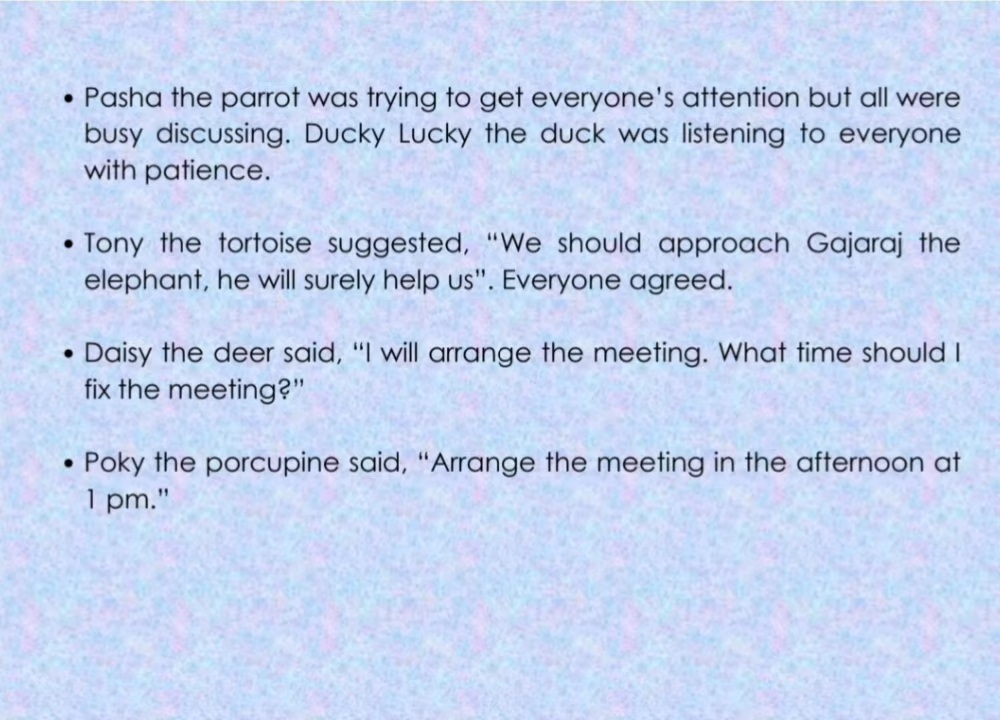 • Pasha the parrot was trying to get everyone's attention but all were
busy discussing. Ducky Lucky the duck was listening to everyone
with patience.
• Tony the tortoise suggested, “We should approach Gajaraj the
elephant, he will surely help us”. Everyone agreed.
• Daisy the deer said, “I will arrange the meeting. What time should I
fix the meeting?”
• Poky the porcupine said, “Arrange the meeting in the afternoon at
1 pm.”